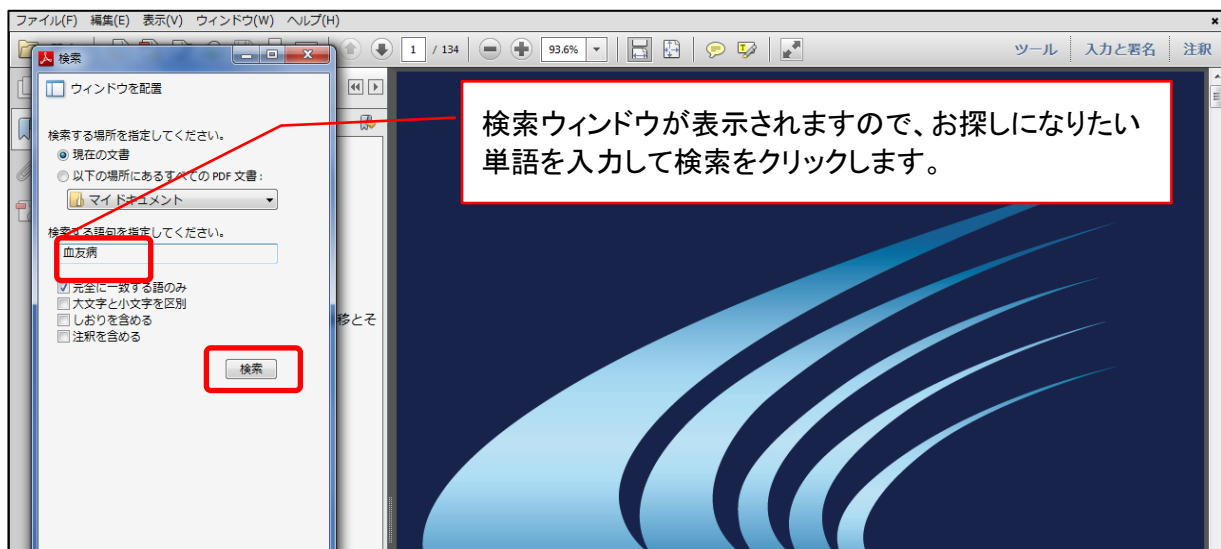 ファイル(F) 編集(E) 表示(V) ウィンドウ(W) ヘルプ(H)
検索
1 / 134
93.6%
ツール
入力と署名
注釈
ウィンドウを配置
検索する場所を指定してください。
現在の文書
以下の場所にあるすべての PDF 文書:
マイ ドキュメント
検索する語句を指定してください。
血友病
完全に一致する語のみ
大文字と小文字を区別
しおりを含める
注釈を含める
検索
移とそ
検索ウィンドウが表示されますので、お探しになりたい
単語を入力して検索をクリックします。